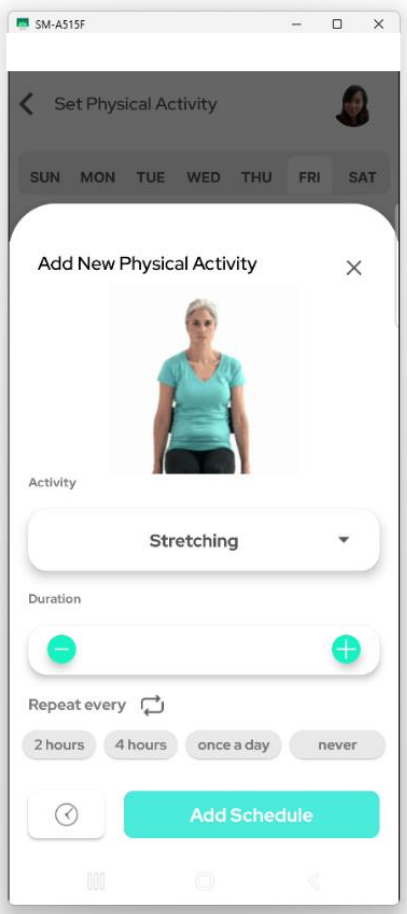 SM-A515F
Set Physical Activity
SUN MON TUE WED THU FRI SAT
Add New Physical Activity
Activity
Stretching
Duration
Repeat every
2 hours 4 hours once a day never
Add Schedule